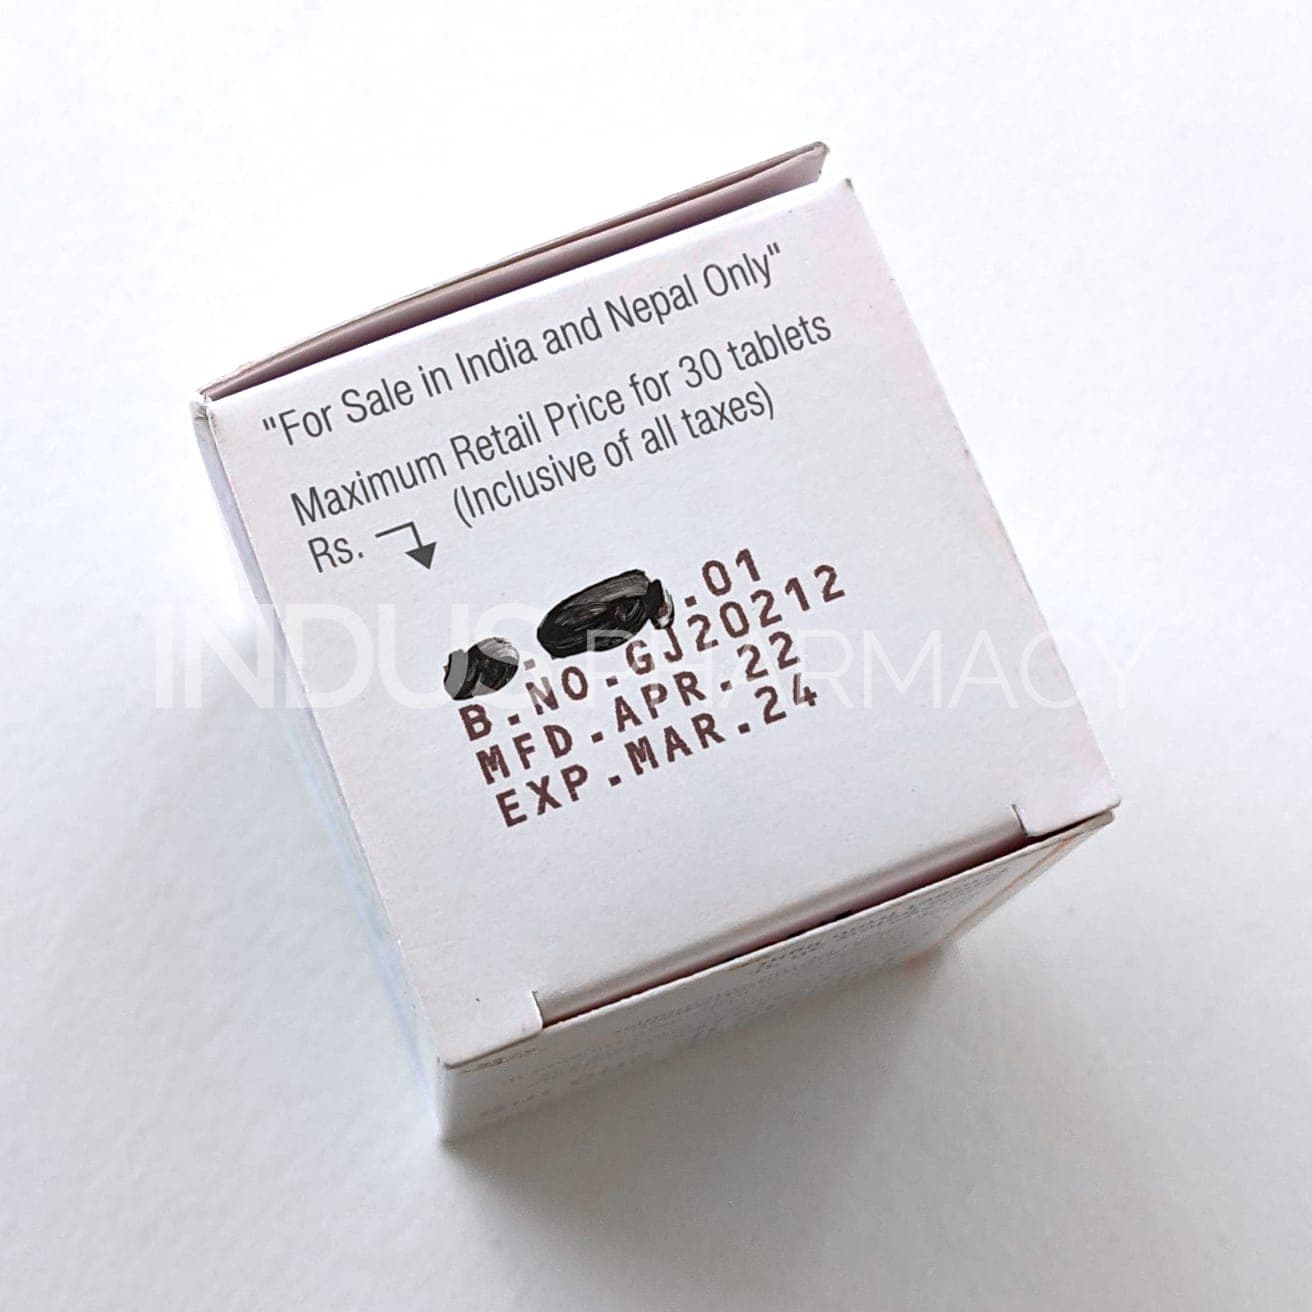 "For Sale in India and Nepal Only"
Maximum Retail Price for 30 tablets
Rs. (Inclusive of all taxes)
.01
B.NO.GJ20212
MFD.APR.22
EXP.MAR.24
INDUS PHARMACY